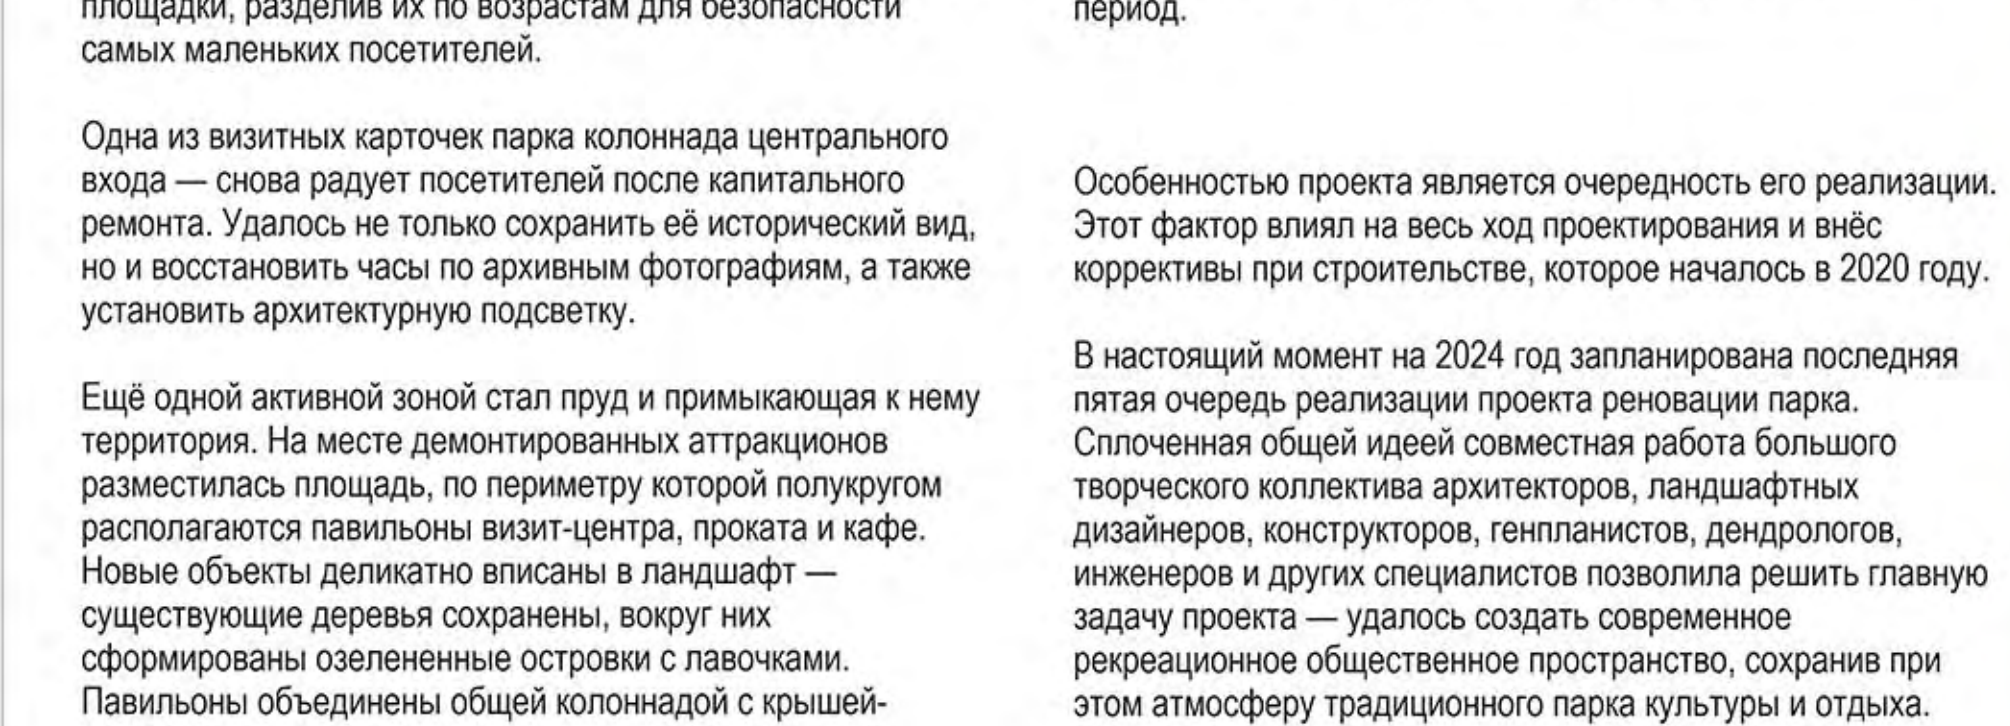 площадки, разделив их по возрастам для безопасности
самых маленьких посетителей.
Одна из визитных карточек парка колоннада центрального
входа — снова радует посетителей после капитального
ремонта. Удалось не только сохранить её исторический вид,
но и восстановить часы по архивным фотографиям, а также
установить архитектурную подсветку.
Ещё одной активной зоной стал пруд и примыкающая к нему
территория. На месте демонтированных аттракционов
разместилась площадь, по периметру которой полукругом
располагаются павильоны визит-центра, проката и кафе.
Новые объекты деликатно вписаны в ландшафт —
существующие деревья сохранены, вокруг них
сформированы озелененные островки с лавочками.
Павильоны объединены общей колоннадой с крышей-
период.
Особенностью проекта является очередность его реализации.
Этот фактор влиял на весь ход проектирования и внёс
коррективы при строительстве, которое началось в 2020 году.
В настоящий момент на 2024 год запланирована последняя
пятая очередь реализации проекта реновации парка.
Сплоченная общей идеей совместная работа большого
творческого коллектива архитекторов, ландшафтных
дизайнеров, конструкторов, генпланистов, дендрологов,
инженеров и других специалистов позволила решить главную
задачу проекта — удалось создать современное
рекреационное общественное пространство, сохранив при
этом атмосферу традиционного парка культуры и отдыха.